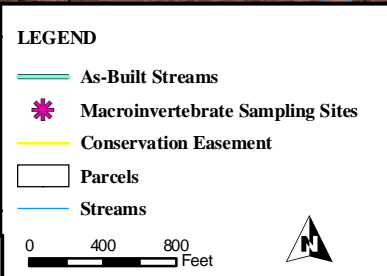 LEGEND
As-Built Streams
Macroinvertebrate Sampling Sites
Conservation Easement
Parcels
Streams
0 400 800
Feet
N